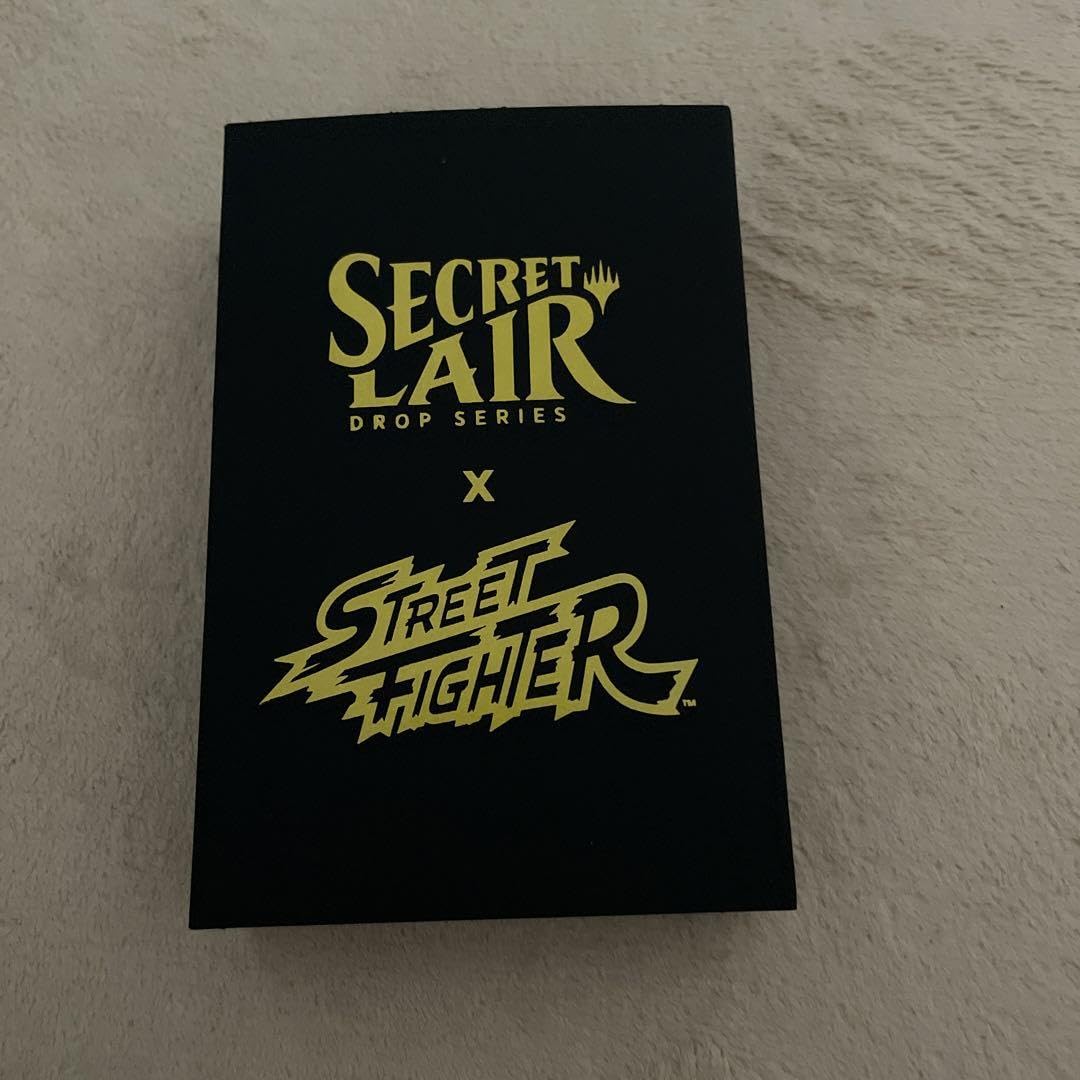 SECRET
LAIR
DROP SERIES
X
STREET
FIGHTER
TM